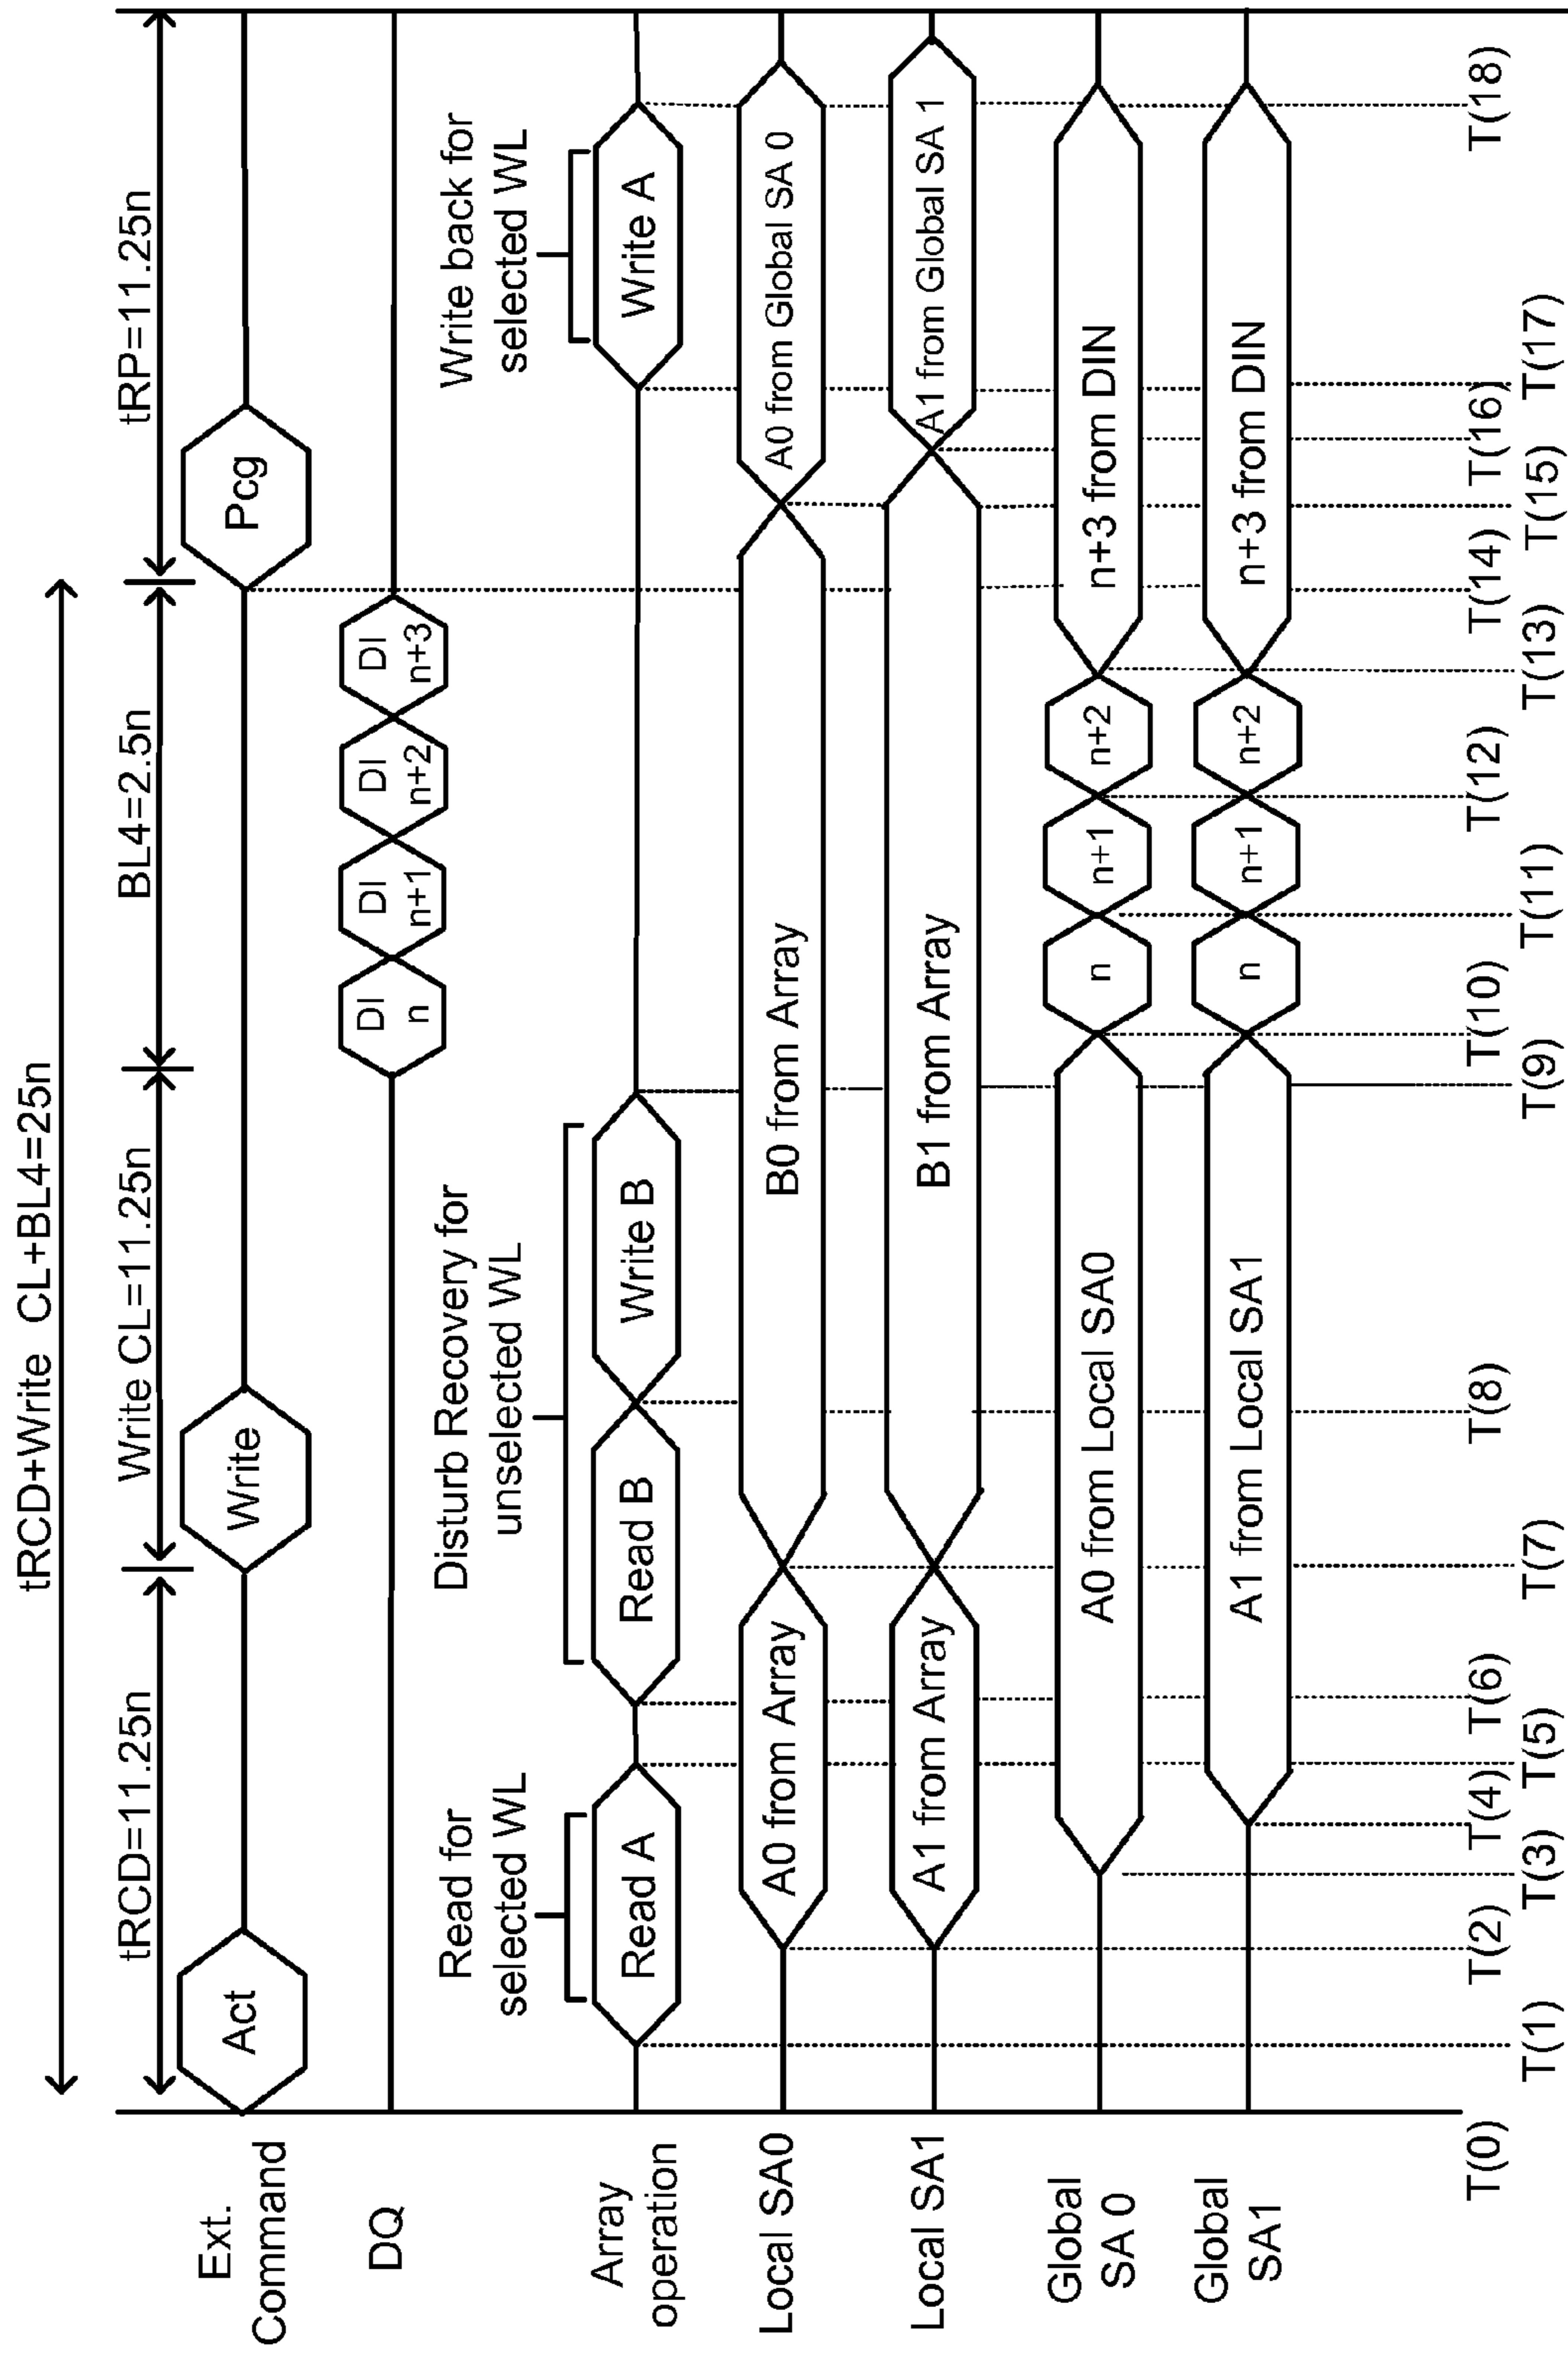 tRCD+Write CL+BL4=25n
tRCD=11.25n
Write CL=11.25n
BL4=2.5n
tRP=11.25n
Ext.
Command
Act
Write
Pcg
DQ
DI
n
DI
n+1
DI
n+2
DI
n+3
Read for
selected WL
Disturb Recovery for
unselected WL
Write back for
selected WL
Array
operation
Read A
Read B
Write B
Write A
Local SA0
A0 from Array
B0 from Array
A0 from Global SA 0
Local SA1
A1 from Array
B1 from Array
A1 from Global SA 1
Global
SA 0
A0 from Local SA0
n
n+1
n+2
n+3 from DIN
Global
SA1
A1 from Local SA1
n
n+1
n+2
n+3 from DIN
T(0)
T(1)
T(2)
T(3)
T(4)
T(5)
T(6)
T(7)
T(8)
T(9)
T(10)
T(11)
T(12)
T(13)
T(14)
T(15)
T(16)
T(17)
T(18)